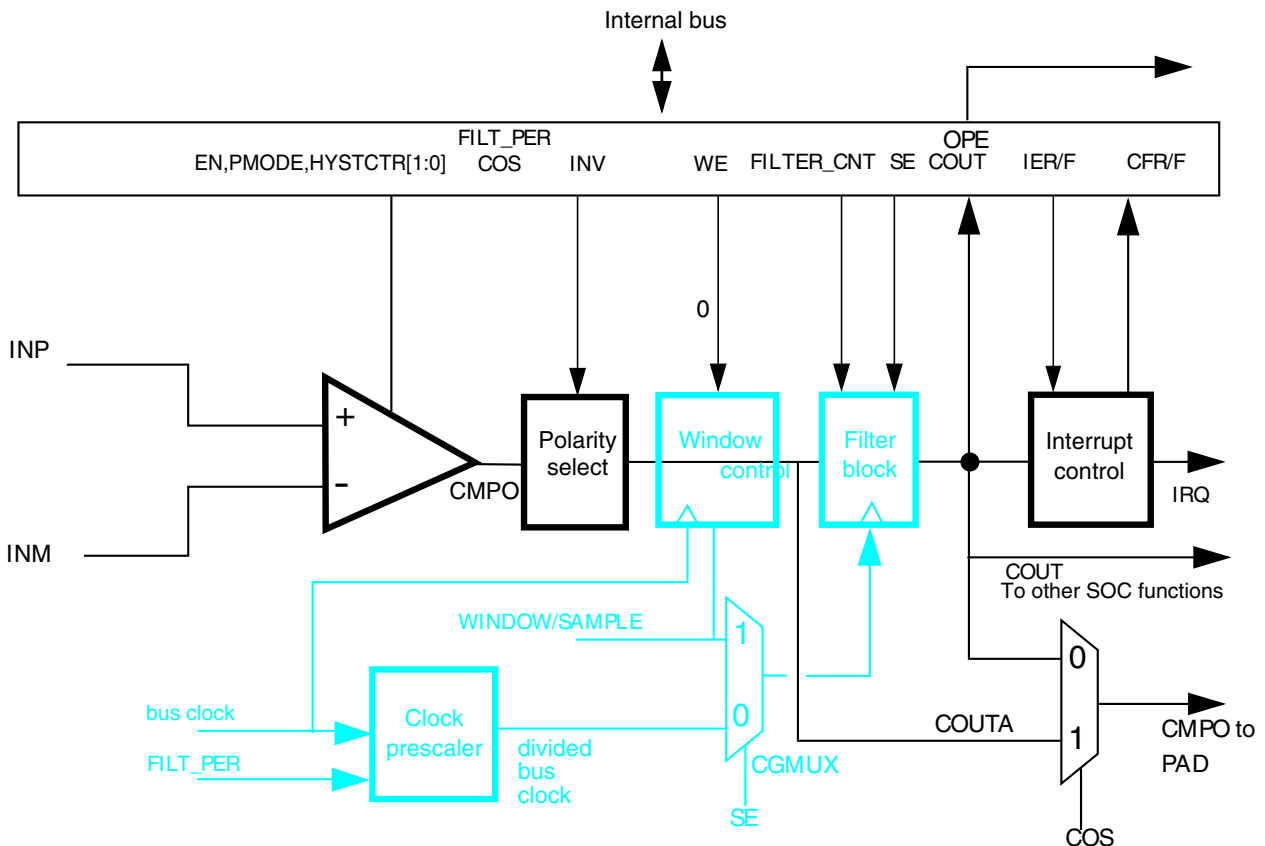 Internal bus
FILT_PER
OPE
EN,PMODE,HYSTCTR[1:0]
COS
INV
WE
FILTER_CNT
SE
COUT
IER/F
CFR/F
0
INP
INM
+
-
CMPO
Polarity
select
Window
control
Filter
block
Interrupt
control
IRQ
COUT
To other SOC functions
WINDOW/SAMPLE
1
0
bus clock
FILT_PER
Clock
prescaler
divided
bus
clock
CGMUX
SE
COUTA
0
1
CMPO to
PAD
COS